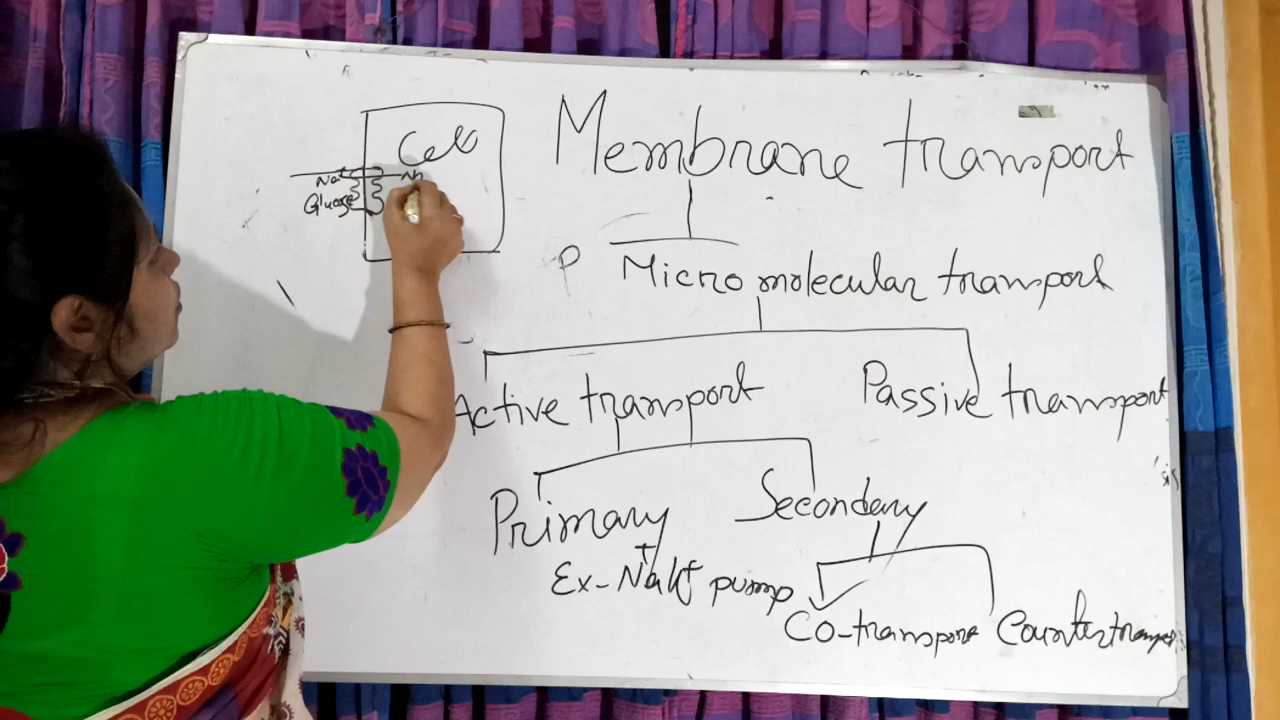 Cell
Na+
Na
Glucose
Membrane transport
P
Micro molecular transport
Active transport
Passive transport
Primary
Secondary
Ex-Na+K+ pump
Co-transport
Countertransport